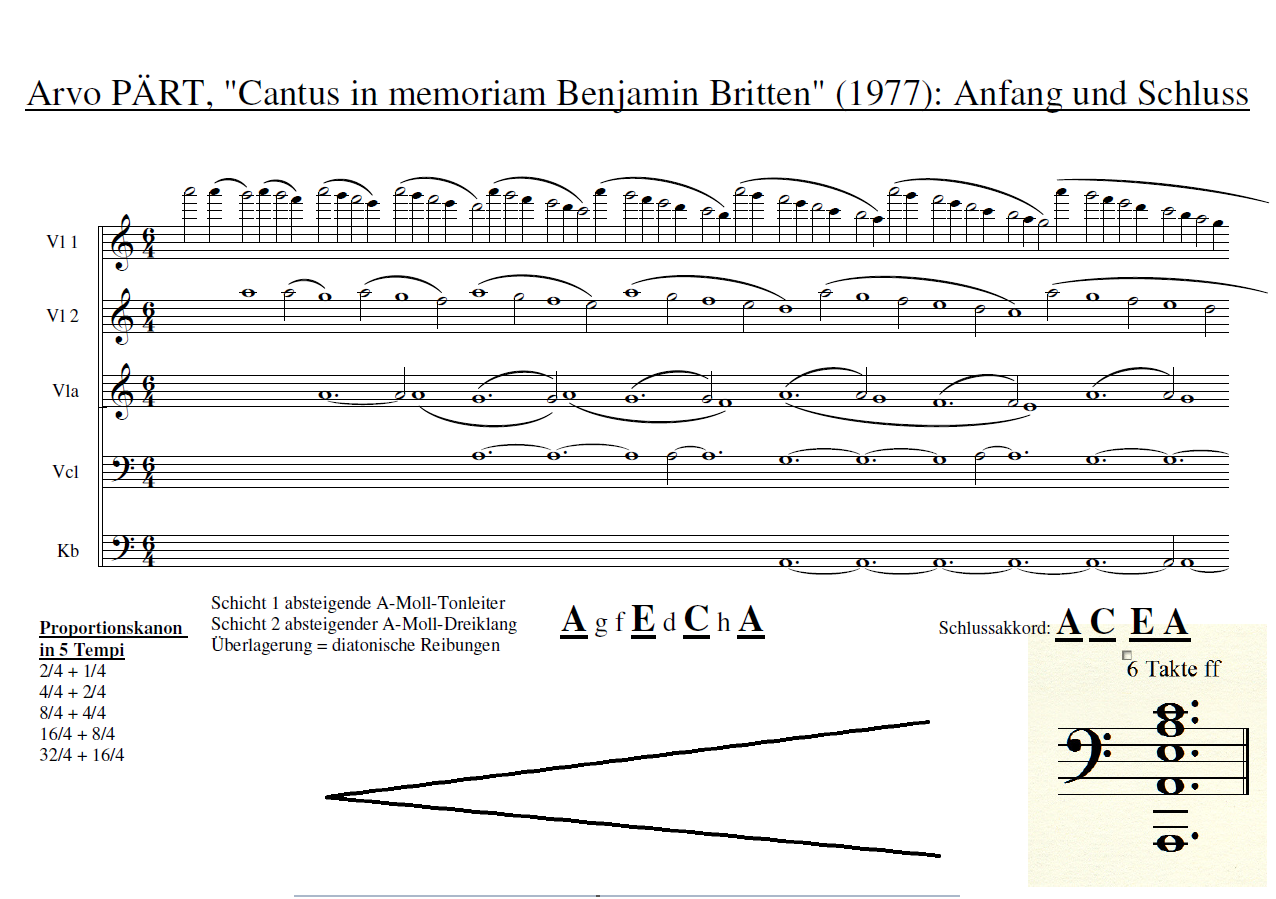 Arvo PÄRT, "Cantus in memoriam Benjamin Britten" (1977): Anfang und Schluss
Vl 1
6
4
Vl 2
6
4
Vla
6
4
Vcl
6
4
Kb
6
4
Proportionskanon
in 5 Tempi
2/4 + 1/4
4/4 + 2/4
8/4 + 4/4
16/4 + 8/4
32/4 + 16/4
Schicht 1 absteigende A-Moll-Tonleiter
Schicht 2 absteigender A-Moll-Dreiklang
Überlagerung = diatonische Reibungen
A g f E d C h A
Schlussakkord: A C E A
6 Takte ff